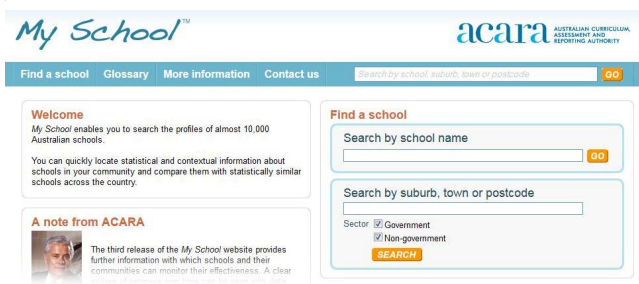 My School™
acara AUSTRALIAN CURRICULUM,
ASSESSMENT AND
REPORTING AUTHORITY
Find a school Glossary More information Contact us Search by school, suburb, town or postcode GO
Welcome
My School enables you to search the profiles of almost 10,000
Australian schools.
You can quickly locate statistical and contextual information about
schools in your community and compare them with statistically similar
schools across the country.
A note from ACARA
The third release of the My School website provides
further information with which schools and their
communities can monitor their effectiveness. A clear
Find a school
Search by school name
GO
Search by suburb, town or postcode
Sector Government
Non-government
SEARCH